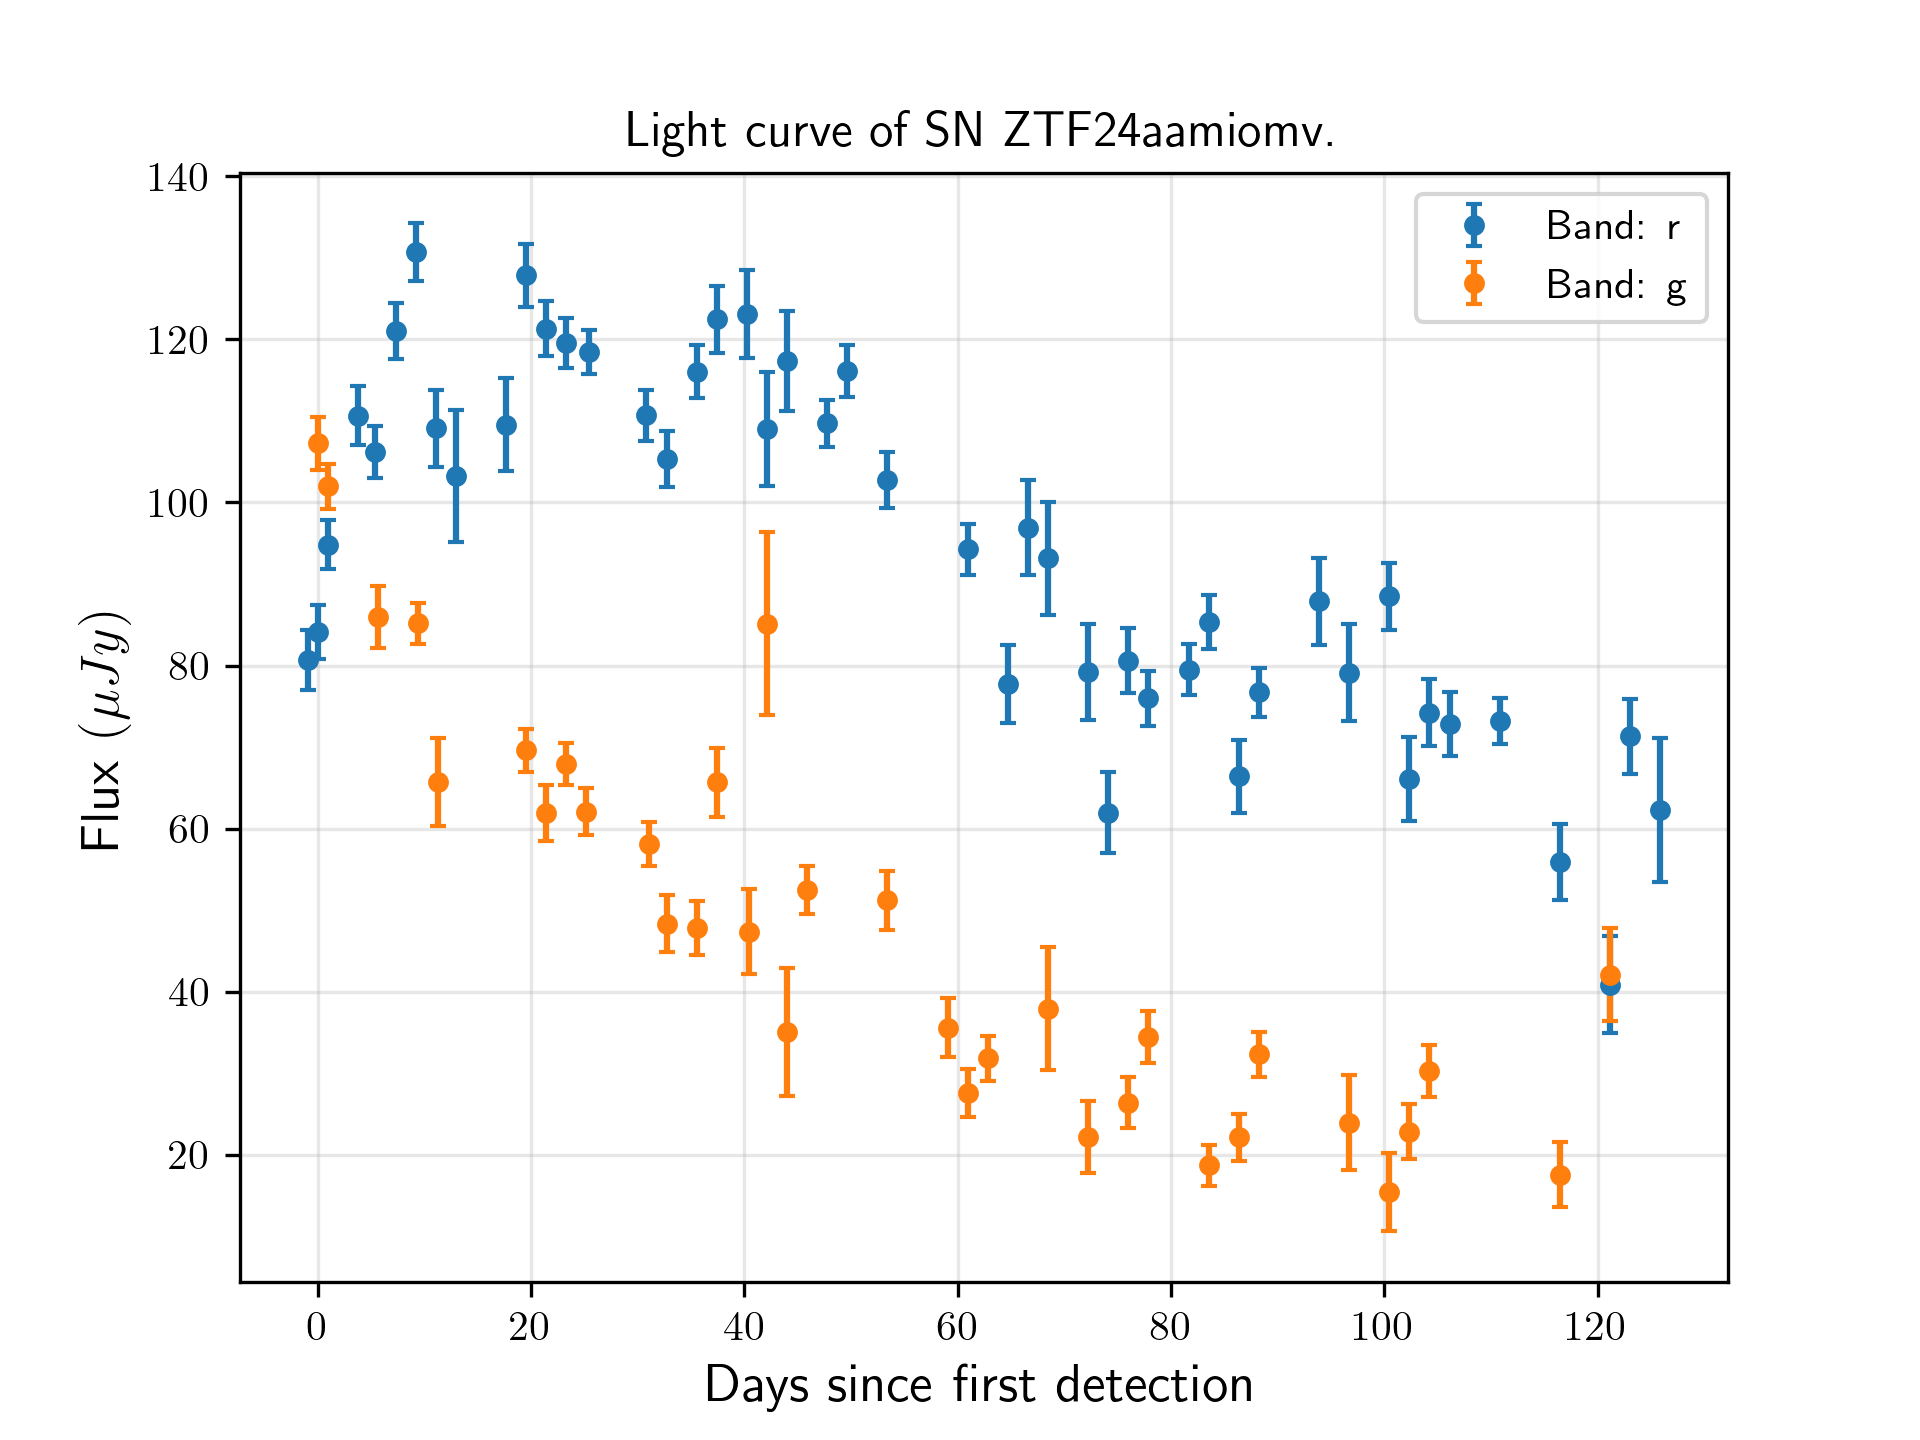 Light curve of SN ZTF24aamiomv.
Band: r
Band: g
Flux (μJy)
140
120
100
80
60
40
20
0 20 40 60 80 100 120
Days since first detection